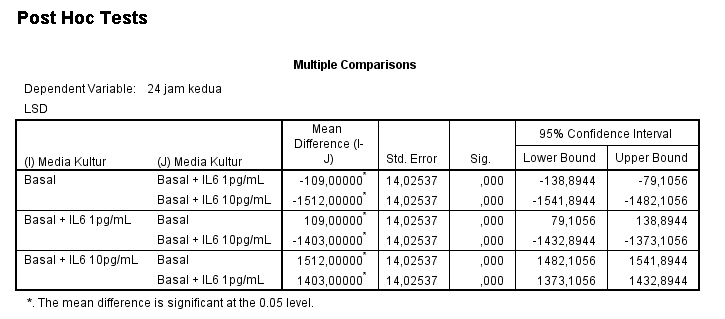 Post Hoc Tests
Multiple Comparisons
Dependent Variable: 24 jam kedua
LSD
(I) Media Kultur (J) Media Kultur Mean Difference (I-J) Std. Error Sig. 95% Confidence Interval
Lower Bound Upper Bound
Basal Basal + IL6 1pg/mL -109,00000* 14,02537 ,000 -138,8944 -79,1056
Basal + IL6 10pg/mL -1512,00000* 14,02537 ,000 -1541,8944 -1482,1056
Basal + IL6 1pg/mL Basal 109,00000* 14,02537 ,000 79,1056 138,8944
Basal + IL6 10pg/mL -1403,00000* 14,02537 ,000 -1432,8944 -1373,1056
Basal + IL6 10pg/mL Basal 1512,00000* 14,02537 ,000 1482,1056 1541,8944
Basal + IL6 1pg/mL 1403,00000* 14,02537 ,000 1373,1056 1432,8944
*. The mean difference is significant at the 0.05 level.